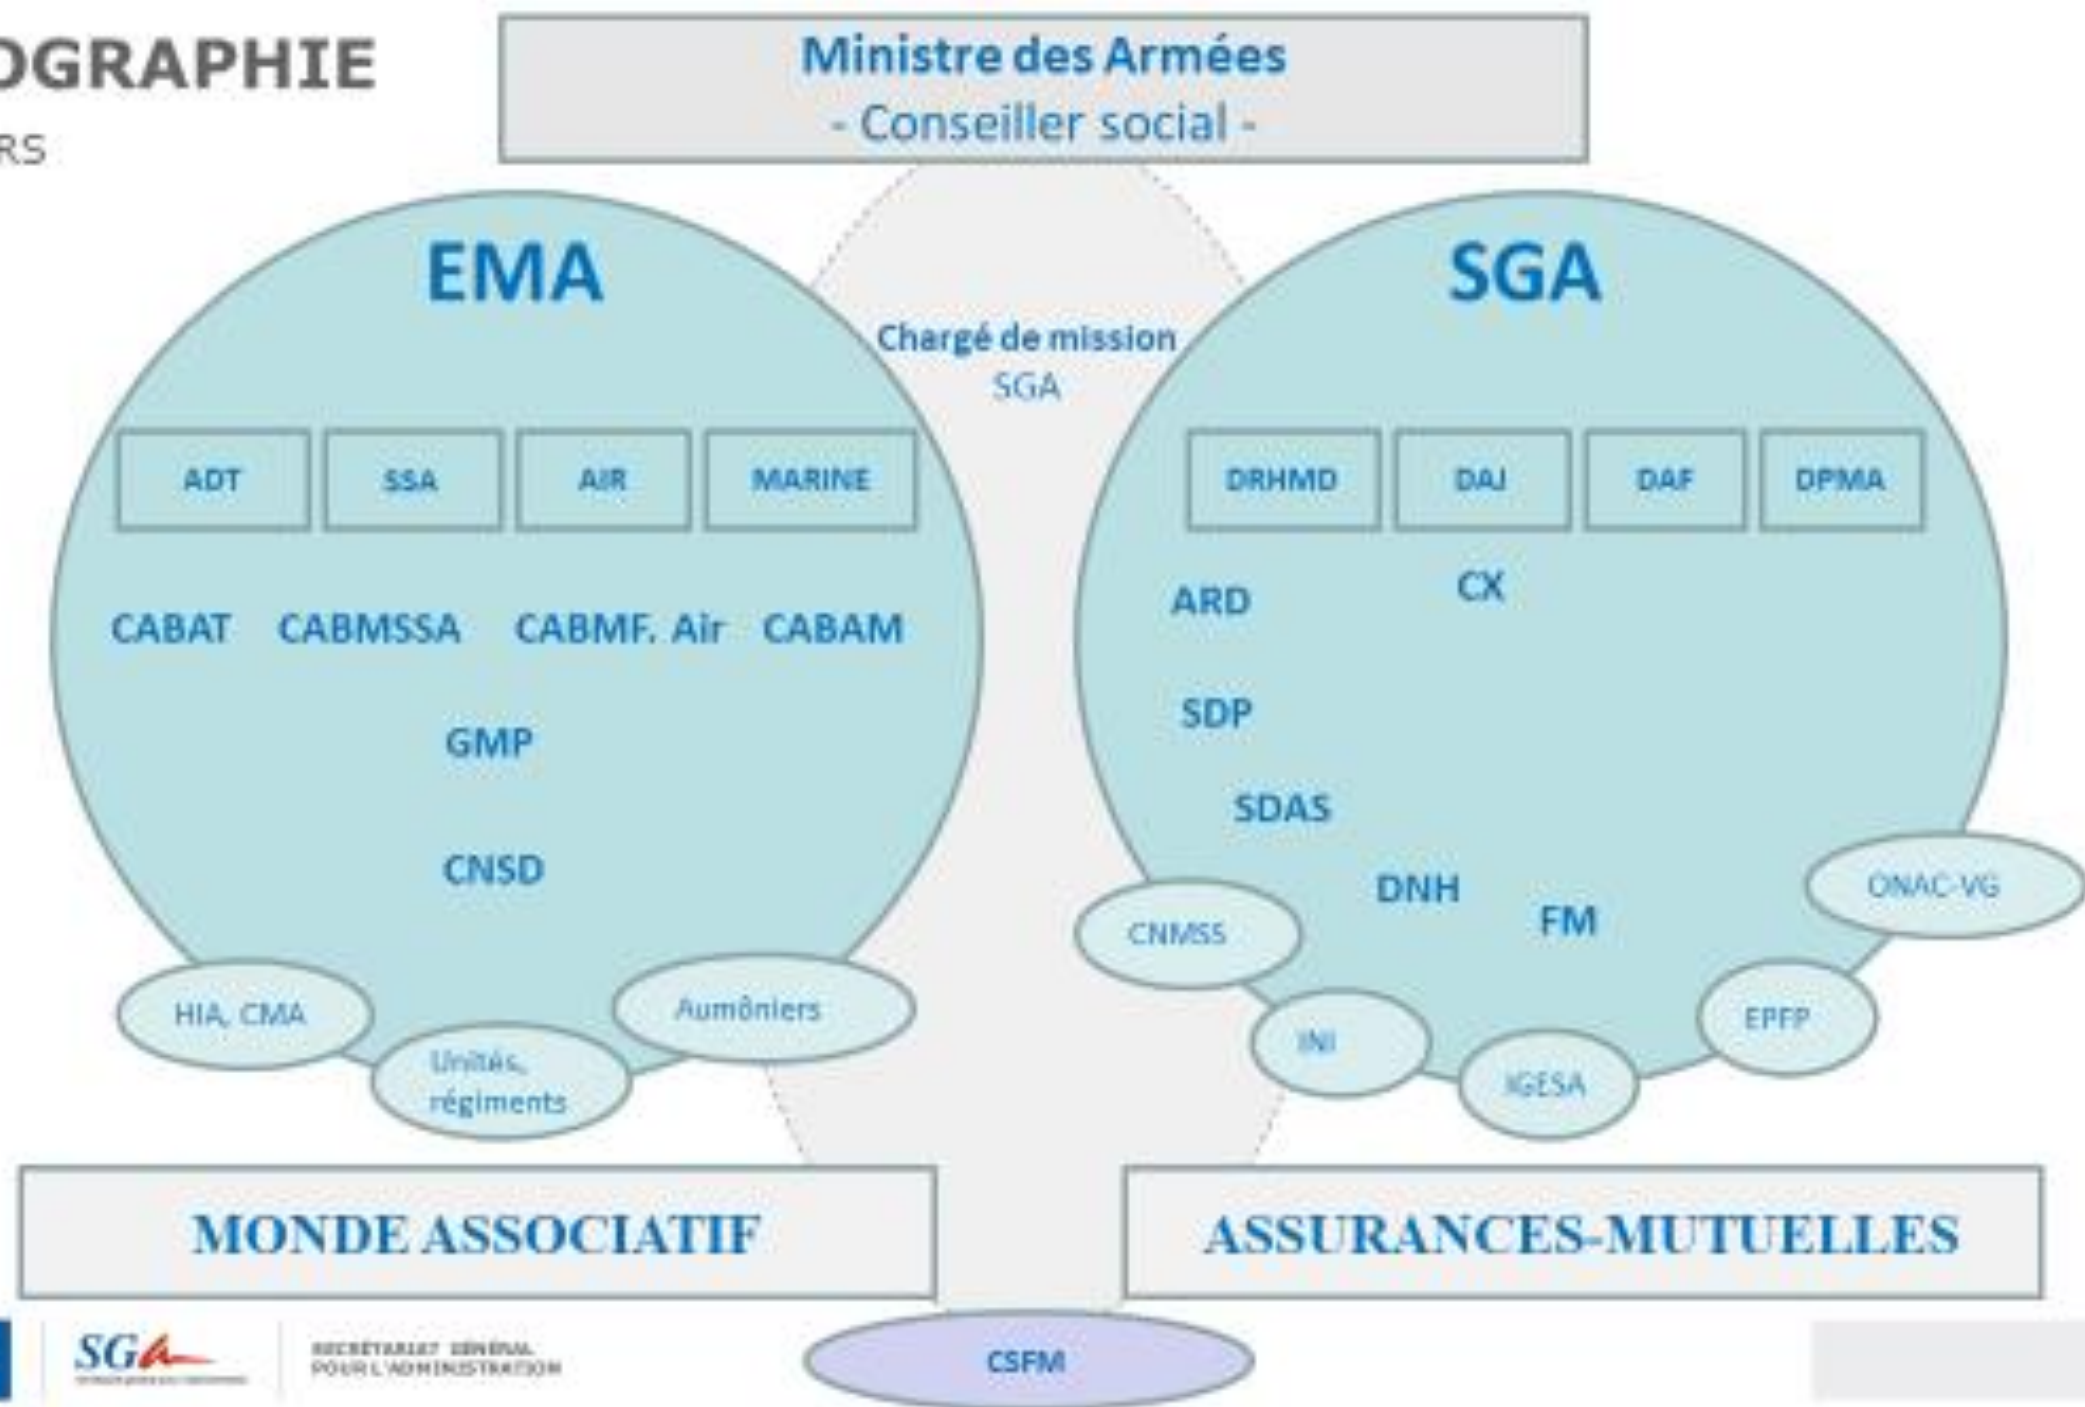 OGRAPHIE
RS
Ministre des Armées
- Conseiller social -
EMA
SGA
Chargé de mission
SGA
ADT
SSA
AIR
MARINE
DRHMD
DAJ
DAF
DPMA
CABAT
CABMSSA
CABMF. Air
CABAM
ARD
CX
GMP
SDP
SDAS
CNSD
DNH
FM
ONAC-VG
CNMSS
HIA, CMA
Unités,
régiments
Aumôniers
INI
IGESA
EPFP
MONDE ASSOCIATIF
ASSURANCES-MUTUELLES
CSFM
SGA
SECRÉTARIAT GÉNÉRAL
POUR L'ADMINISTRATION